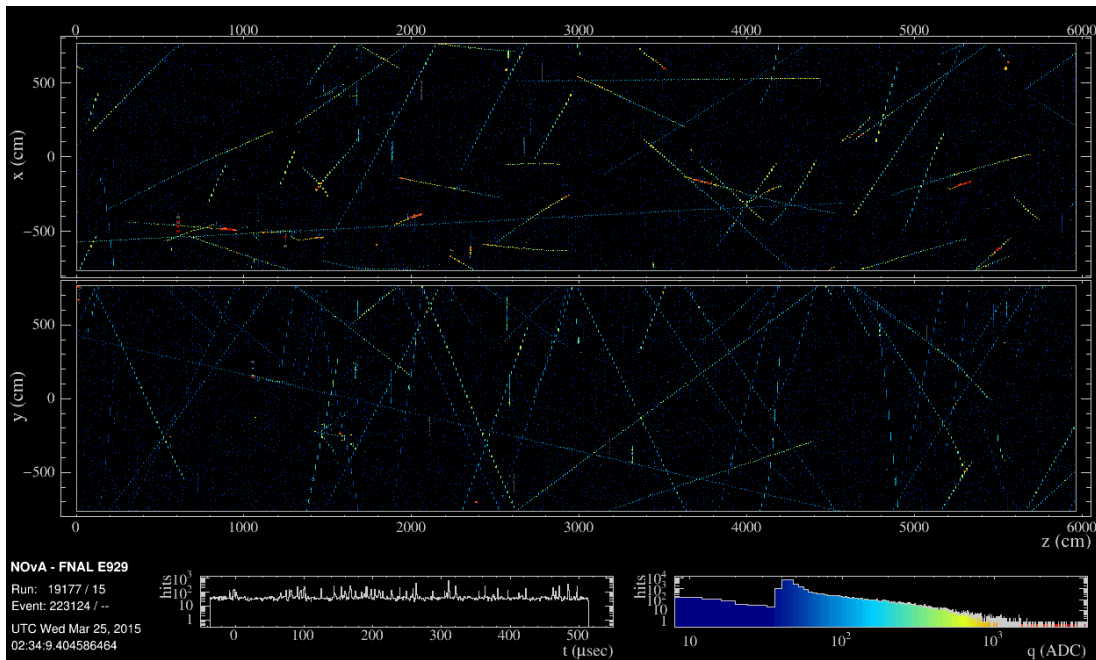 0 1000 2000 3000 4000 5000 6000
500
0
−500
x (cm)
500
0
−500
y (cm)
0 1000 2000 3000 4000 5000 6000
z (cm)
NOvA - FNAL E929
Run: 19177 / 15
Event: 223124 / --
UTC Wed Mar 25, 2015
02:34:9.404586464
hits
10³
10²
10
1
0 100 200 300 400 500
t (μsec)
hits
10⁴
10³
10²
10
1
10 10² 10³
q (ADC)